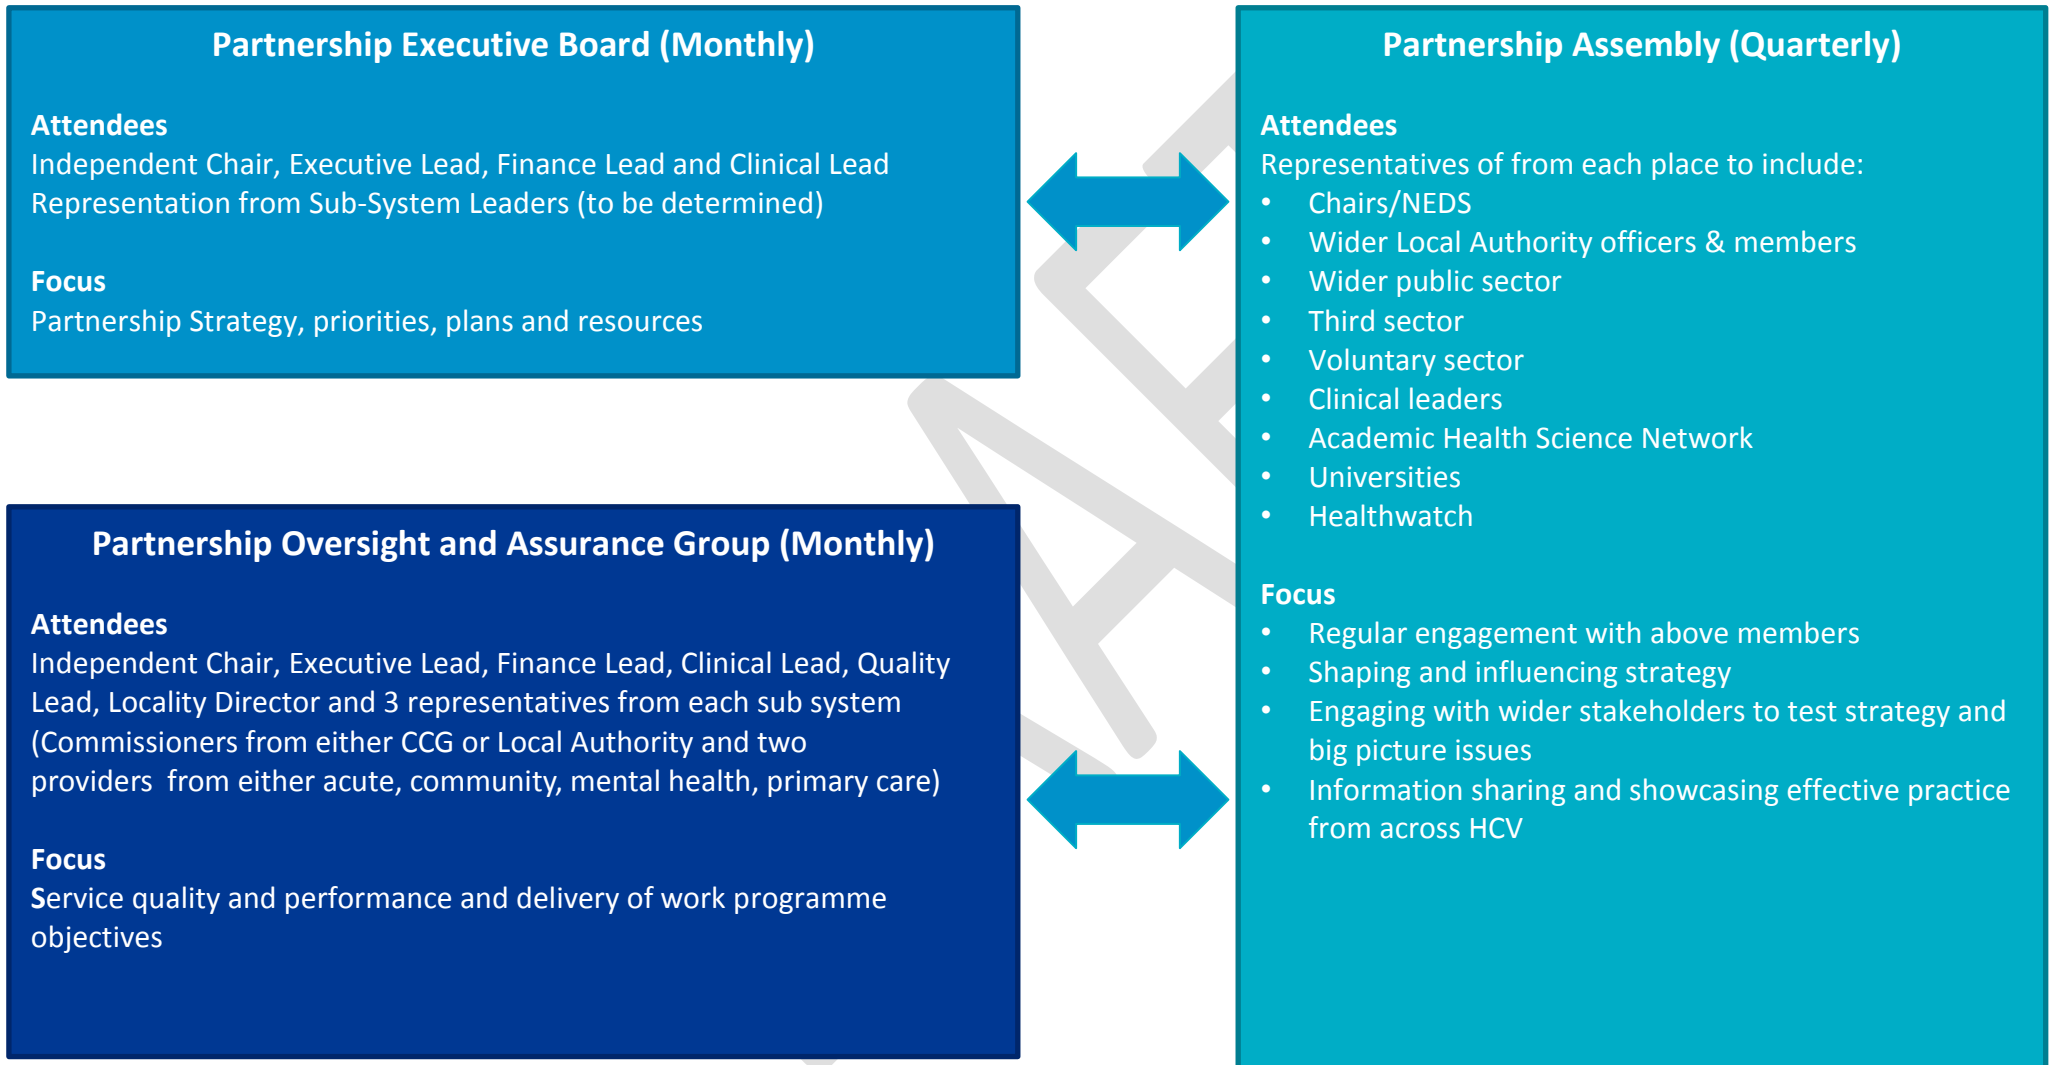 Partnership Executive Board (Monthly)
Attendees
Independent Chair, Executive Lead, Finance Lead and Clinical Lead
Representation from Sub-System Leaders (to be determined)
Focus
Partnership Strategy, priorities, plans and resources
Partnership Oversight and Assurance Group (Monthly)
Attendees
Independent Chair, Executive Lead, Finance Lead, Clinical Lead, Quality
Lead, Locality Director and 3 representatives from each sub system
(Commissioners from either CCG or Local Authority and two
providers  from either acute, community, mental health, primary care)
Focus
Service quality and performance and delivery of work programme
objectives
Partnership Assembly (Quarterly)
Attendees
Representatives of from each place to include:
• Chairs/NEDS
• Wider Local Authority officers & members
• Wider public sector
• Third sector
• Voluntary sector
• Clinical leaders
• Academic Health Science Network
• Universities
• Healthwatch
Focus
• Regular engagement with above members
• Shaping and influencing strategy
• Engaging with wider stakeholders to test strategy and
big picture issues
• Information sharing and showcasing effective practice
from across HCV